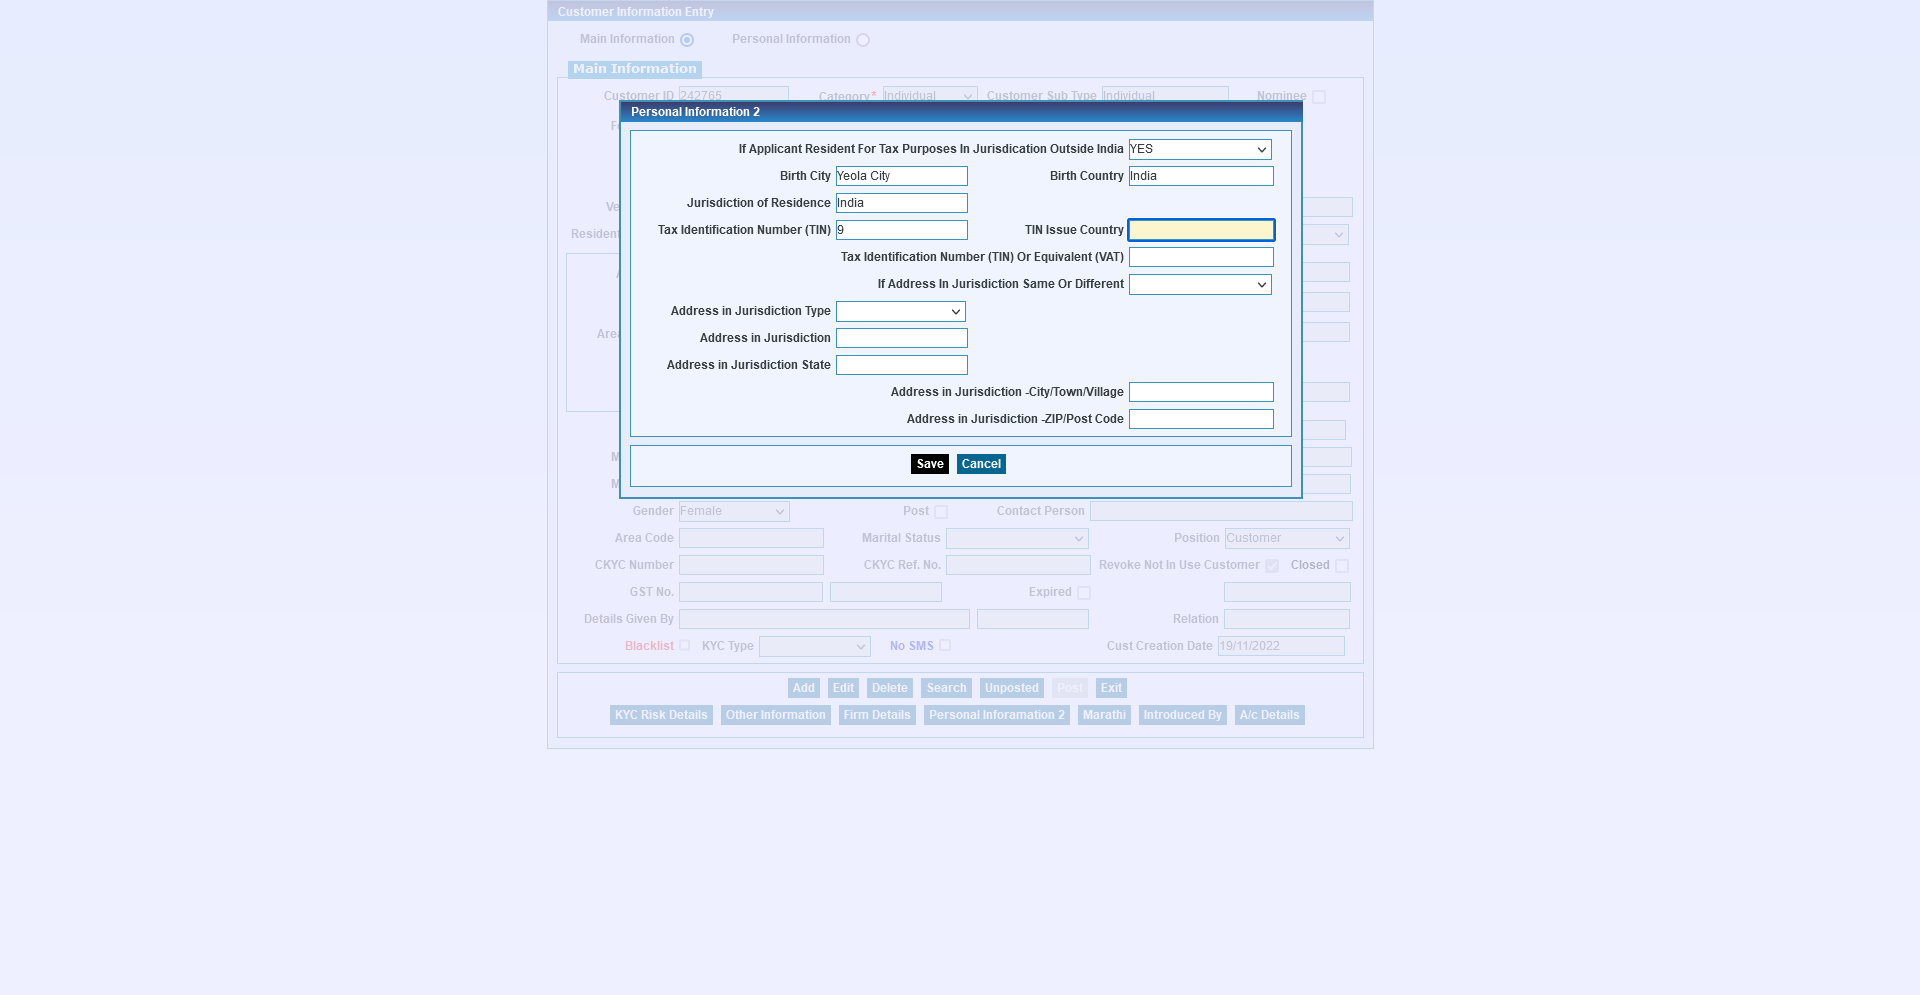 Customer Information Entry
Main Information Personal Information
Main Information
Customer ID 242765 Category* Individual Customer Sub Type Individual Nominee
Personal Information 2
If Applicant Resident For Tax Purposes In Jurisdication Outside India YES
Birth City Yeola City Birth Country India
Jurisdiction of Residence India
Tax Identification Number (TIN) 9 TIN Issue Country
Resident
Tax Identification Number (TIN) Or Equivalent (VAT)
If Address In Jurisdiction Same Or Different
Address in Jurisdiction Type
Address in Jurisdiction
Address in Jurisdiction State
Address in Jurisdiction -City/Town/Village
Address in Jurisdiction -ZIP/Post Code
Save Cancel
Gender Female Post Contact Person
Area Code Marital Status Position Customer
CKYC Number CKYC Ref. No. Revoke Not In Use Customer Closed
GST No. Expired
Details Given By Relation
Blacklist KYC Type No SMS Cust Creation Date 19/11/2022
Add Edit Delete Search Unposted Post Exit
KYC Risk Details Other Information Firm Details Personal Inforamation 2 Marathi Introduced By A/c Details